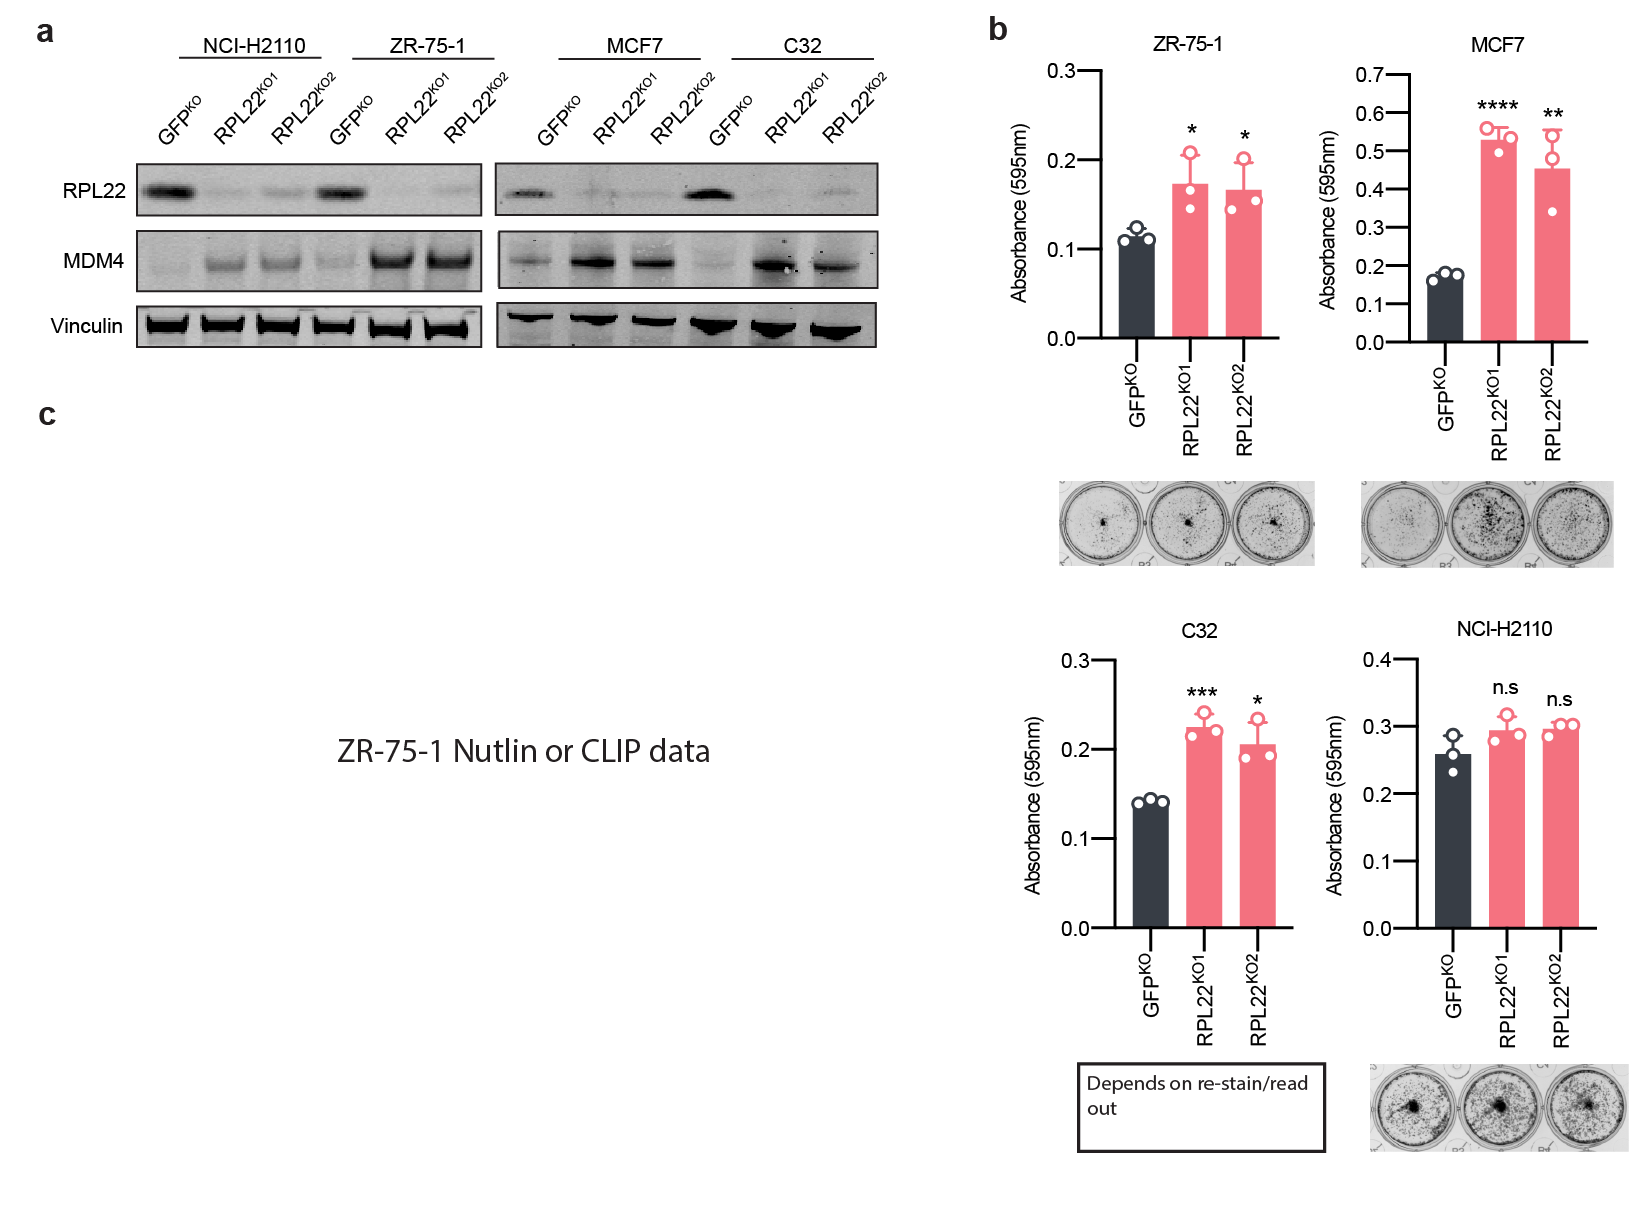 a
NCI-H2110 ZR-75-1 MCF7 C32
GFPKO RPL22KO1 RPL22KO2 GFPKO RPL22KO1 RPL22KO2 GFPKO RPL22KO1 RPL22KO2 GFPKO RPL22KO1 RPL22KO2
RPL22
MDM4
Vinculin
b
ZR-75-1
Absorbance (595nm)
0.3
0.2
0.1
0.0
* *
GFPKO RPL22KO1 RPL22KO2
MCF7
Absorbance (595nm)
0.7
0.6
0.5
0.4
0.3
0.2
0.1
0.0
**** **
GFPKO RPL22KO1 RPL22KO2
c
ZR-75-1 Nutlin or CLIP data
C32
Absorbance (595nm)
0.3
0.2
0.1
0.0
*** *
GFPKO RPL22KO1 RPL22KO2
Depends on re-stain/read
out
NCI-H2110
Absorbance (595nm)
0.4
0.3
0.2
0.1
0.0
n.s n.s
GFPKO RPL22KO1 RPL22KO2